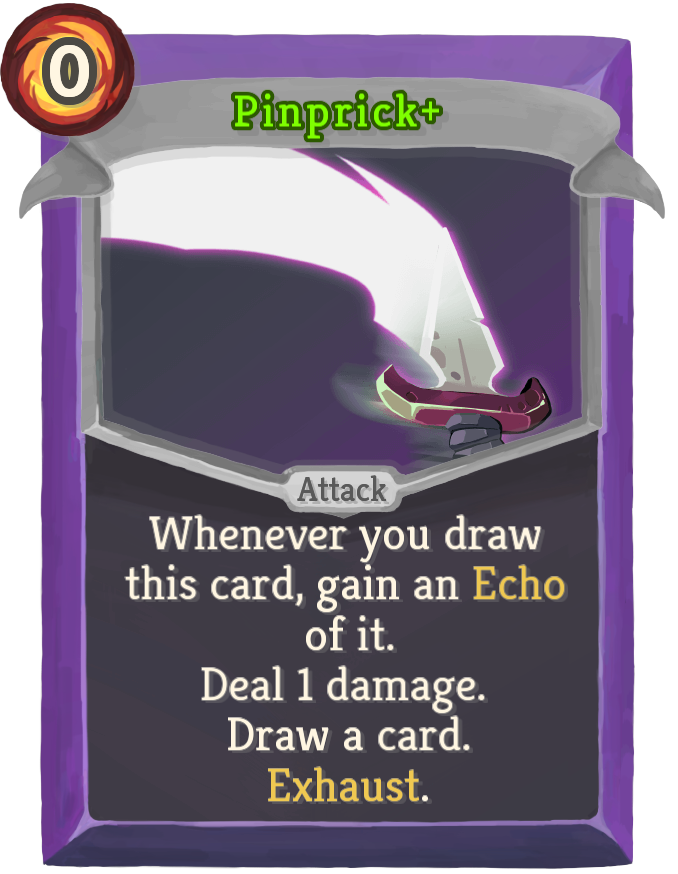 0
Pinprick+
Attack
Whenever you draw
this card, gain an Echo
of it.
Deal 1 damage.
Draw a card.
Exhaust.